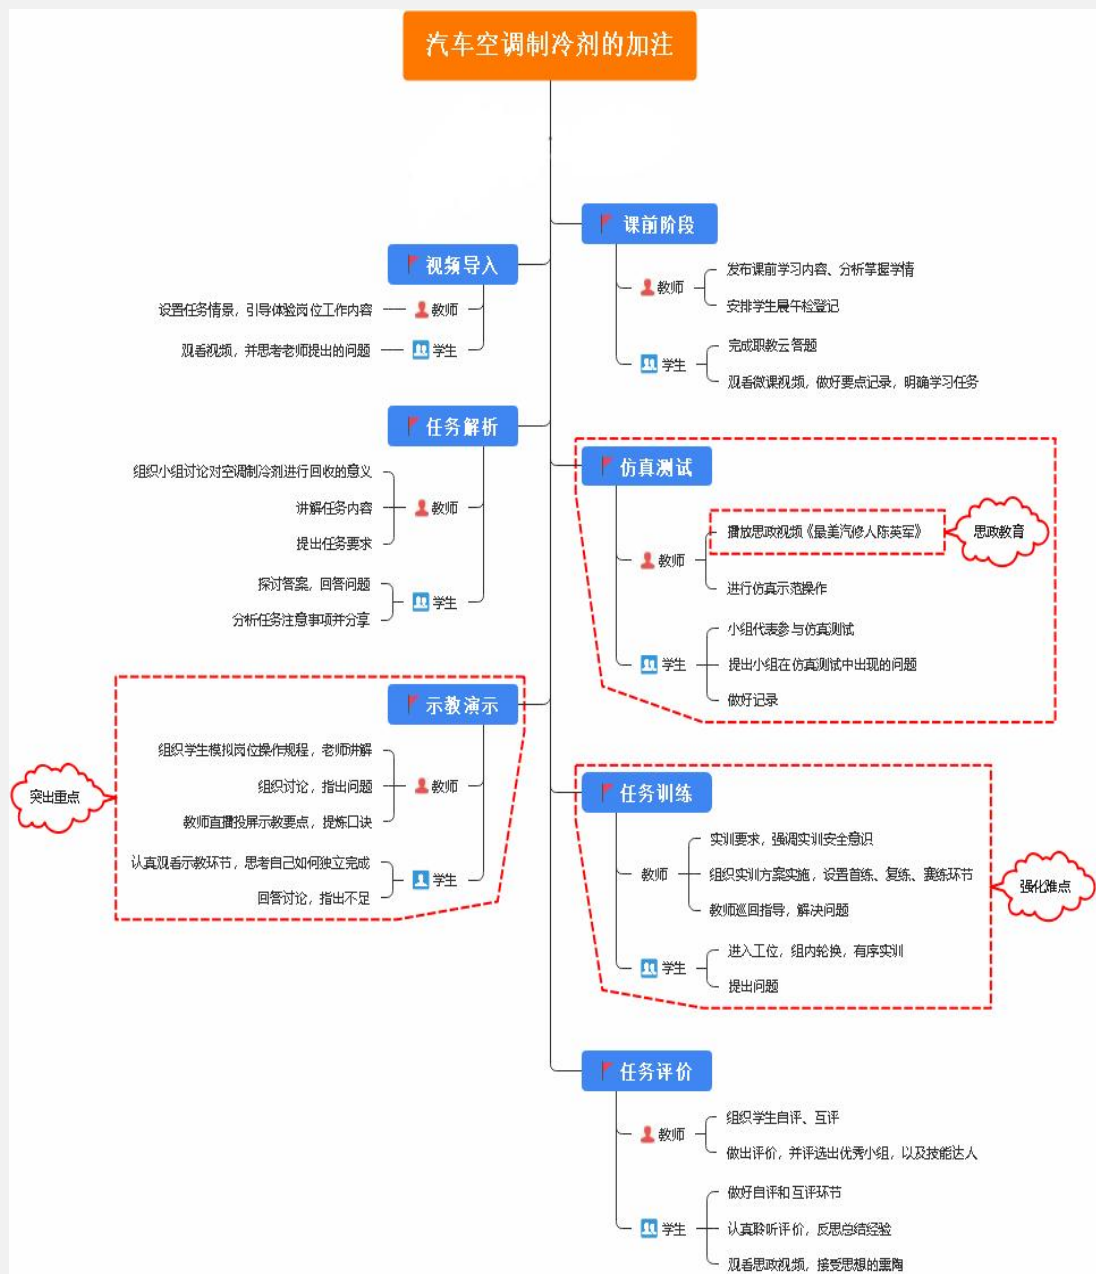 汽车空调制冷剂的加注
课前阶段
教师
发布课前学习内容、分析掌握学情
安排学生晨午检登记
学生
完成职教云答题
观看微课视频，做好要点记录，明确学习任务
视频导入
设置任务情景，引导体验岗位工作内容
教师
观看视频，并思考老师提出的问题
学生
任务解析
组织小组讨论对空调制冷剂进行回收的意义
讲解任务内容
教师
提出任务要求
探讨答案，回答问题
学生
分析任务注意事项并分享
仿真测试
教师
播放思政视频《最美汽修人陈英军》
思政教育
进行仿真示范操作
学生
小组代表参与仿真测试
提出小组在仿真测试中出现的问题
做好记录
示教演示
组织学生模拟岗位操作规程，老师讲解
组织讨论，指出问题
教师
教师直播投屏示教要点，提炼口诀
突出重点
认真观看示教环节，思考自己如何独立完成
学生
回答讨论，指出不足
任务训练
实训要求，强调实训安全意识
教师
组织实训方案实施，设置首练、复练、赛练环节
教师巡回指导，解决问题
强化难点
学生
进入工位，组内轮换，有序实训
提出问题
任务评价
教师
组织学生自评、互评
做出评价，并评选出优秀小组，以及技能达人
学生
做好自评和互评环节
认真聆听评价，反思总结经验
观看思政视频，接受思想的熏陶